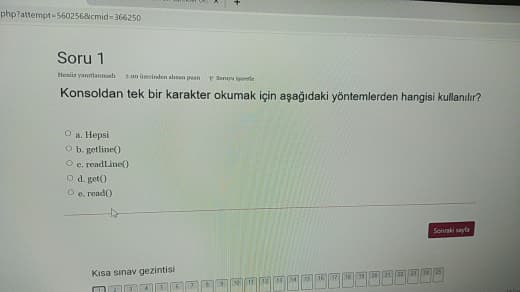 php?attempt=560256&cmid=366250
Soru 1
Henüz yanıtlanmadı 2.00 üzerinden alınan puan Soruyu işaretle
Konsoldan tek bir karakter okumak için aşağıdaki yöntemlerden hangisi kullanılır?
a. Hepsi
b. getline()
c. readLine()
d. get()
e. read()
Sonraki sayfa
Kısa sınav gezintisi
1 2 3 4 5 6 7 8 9 10 11 12 13 14 15 16 17 18 19 20 21 22 23 24 25